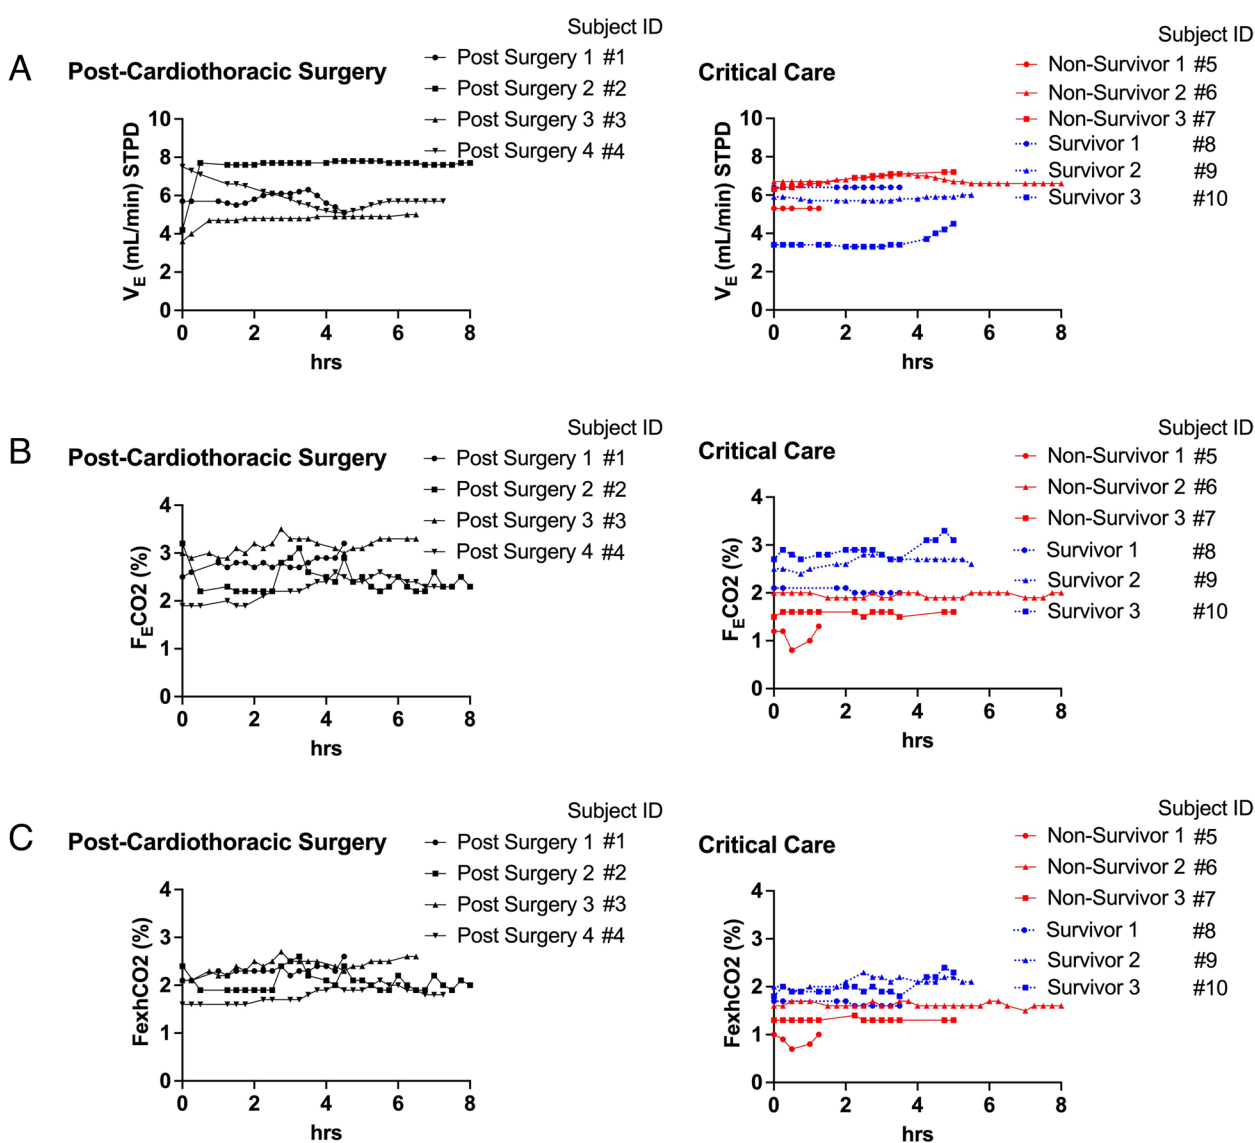 A
Post-Cardiothoracic Surgery
Subject ID
Post Surgery 1 #1
Post Surgery 2 #2
Post Surgery 3 #3
Post Surgery 4 #4
VE (mL/min) STPD
10
8
6
4
2
0
0 2 4 6 8
hrs
Critical Care
Subject ID
Non-Survivor 1 #5
Non-Survivor 2 #6
Non-Survivor 3 #7
Survivor 1 #8
Survivor 2 #9
Survivor 3 #10
VE (mL/min) STPD
10
8
6
4
2
0
0 2 4 6 8
hrs
B
Post-Cardiothoracic Surgery
Subject ID
Post Surgery 1 #1
Post Surgery 2 #2
Post Surgery 3 #3
Post Surgery 4 #4
FECO2 (%)
4
3
2
1
0
0 2 4 6 8
hrs
Critical Care
Subject ID
Non-Survivor 1 #5
Non-Survivor 2 #6
Non-Survivor 3 #7
Survivor 1 #8
Survivor 2 #9
Survivor 3 #10
FECO2 (%)
4
3
2
1
0
0 2 4 6 8
hrs
C
Post-Cardiothoracic Surgery
Subject ID
Post Surgery 1 #1
Post Surgery 2 #2
Post Surgery 3 #3
Post Surgery 4 #4
FexhCO2 (%)
4
3
2
1
0
0 2 4 6 8
hrs
Critical Care
Subject ID
Non-Survivor 1 #5
Non-Survivor 2 #6
Non-Survivor 3 #7
Survivor 1 #8
Survivor 2 #9
Survivor 3 #10
FexhCO2 (%)
4
3
2
1
0
0 2 4 6 8
hrs